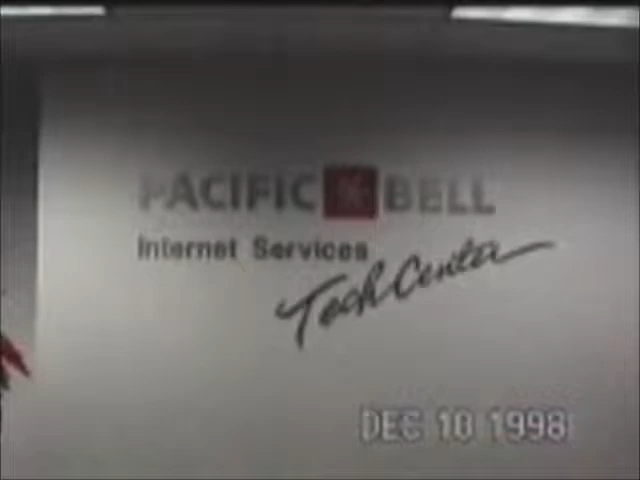 PACIFIC BELL
Internet Services
Tech Center
DEC 10 1998